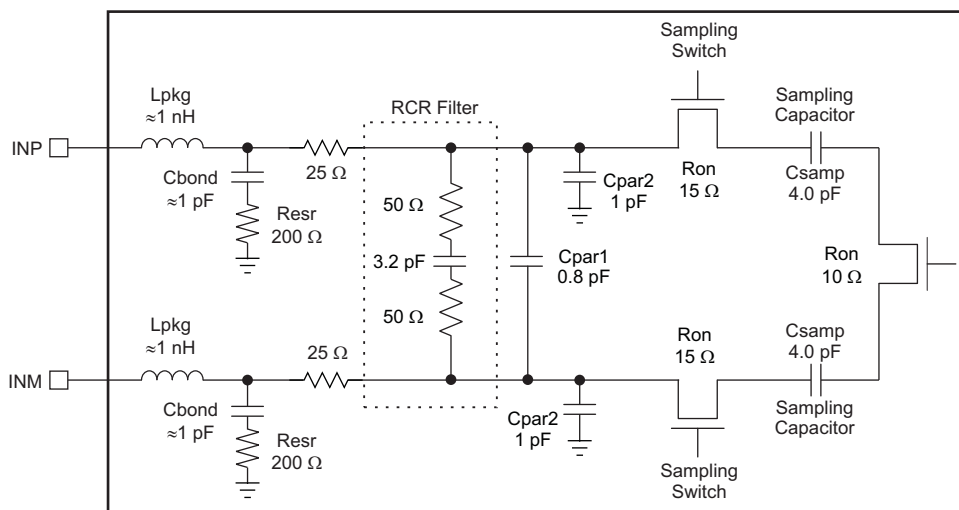 Sampling
Switch
Lpkg
≈1 nH
RCR Filter
Sampling
Capacitor
INP
25 Ω
Cbond
≈1 pF
Resr
200 Ω
50 Ω
3.2 pF
50 Ω
Cpar1
0.8 pF
Cpar2
1 pF
Ron
15 Ω
Csamp
4.0 pF
Ron
10 Ω
Lpkg
≈1 nH
25 Ω
Ron
15 Ω
Csamp
4.0 pF
INM
Cbond
≈1 pF
Resr
200 Ω
Cpar2
1 pF
Sampling
Capacitor
Sampling
Switch